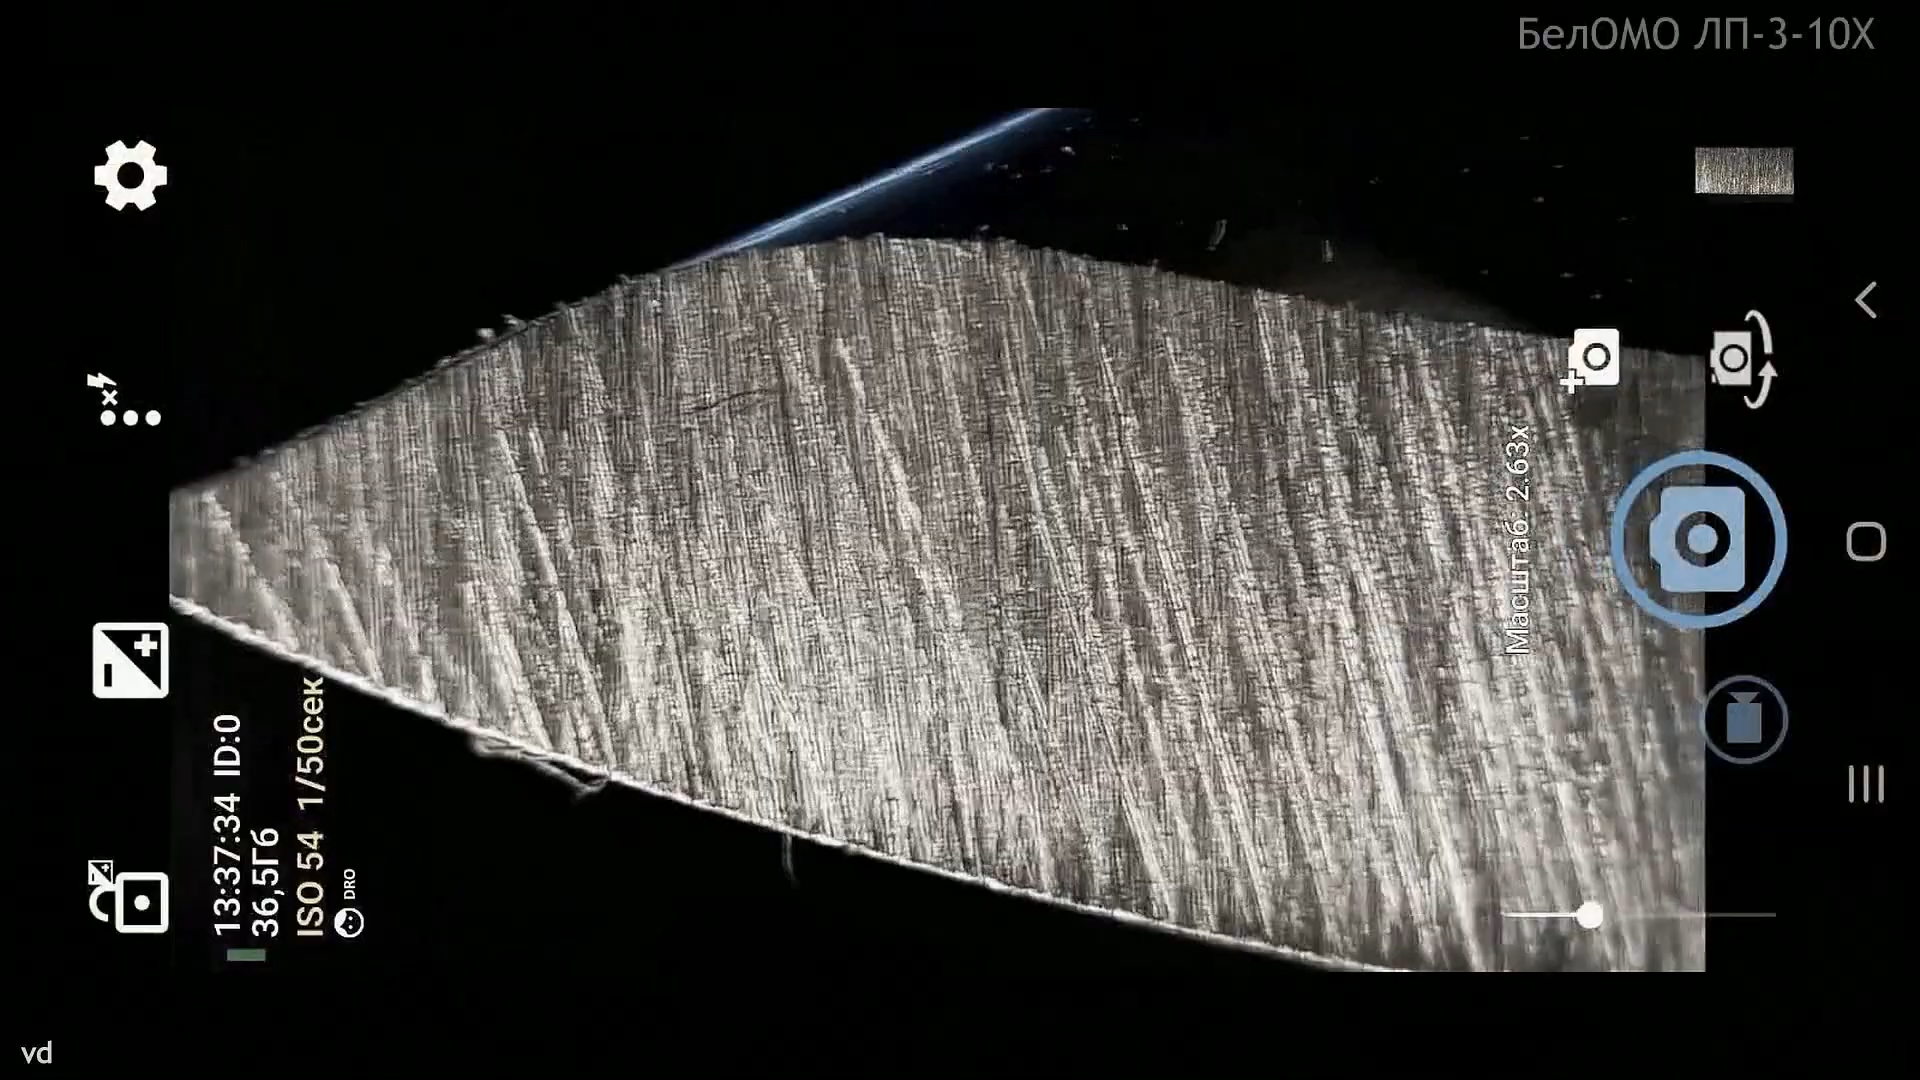 БелОМО ЛП-3-10X
Масштаб: 2.63x
13:37:34 ID:0
36,5Гб
ISO 54 1/50сек
DRO
vd